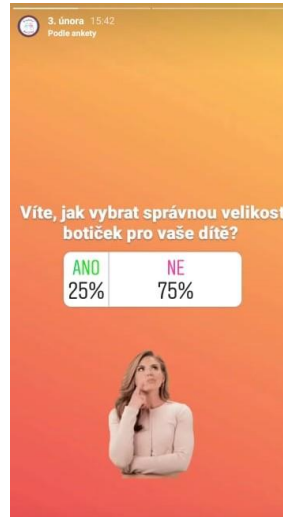 3. února 15:42
Podle ankety
Víte, jak vybrat správnou velikost
botiček pro vaše dítě?
ANO NE
25% 75%